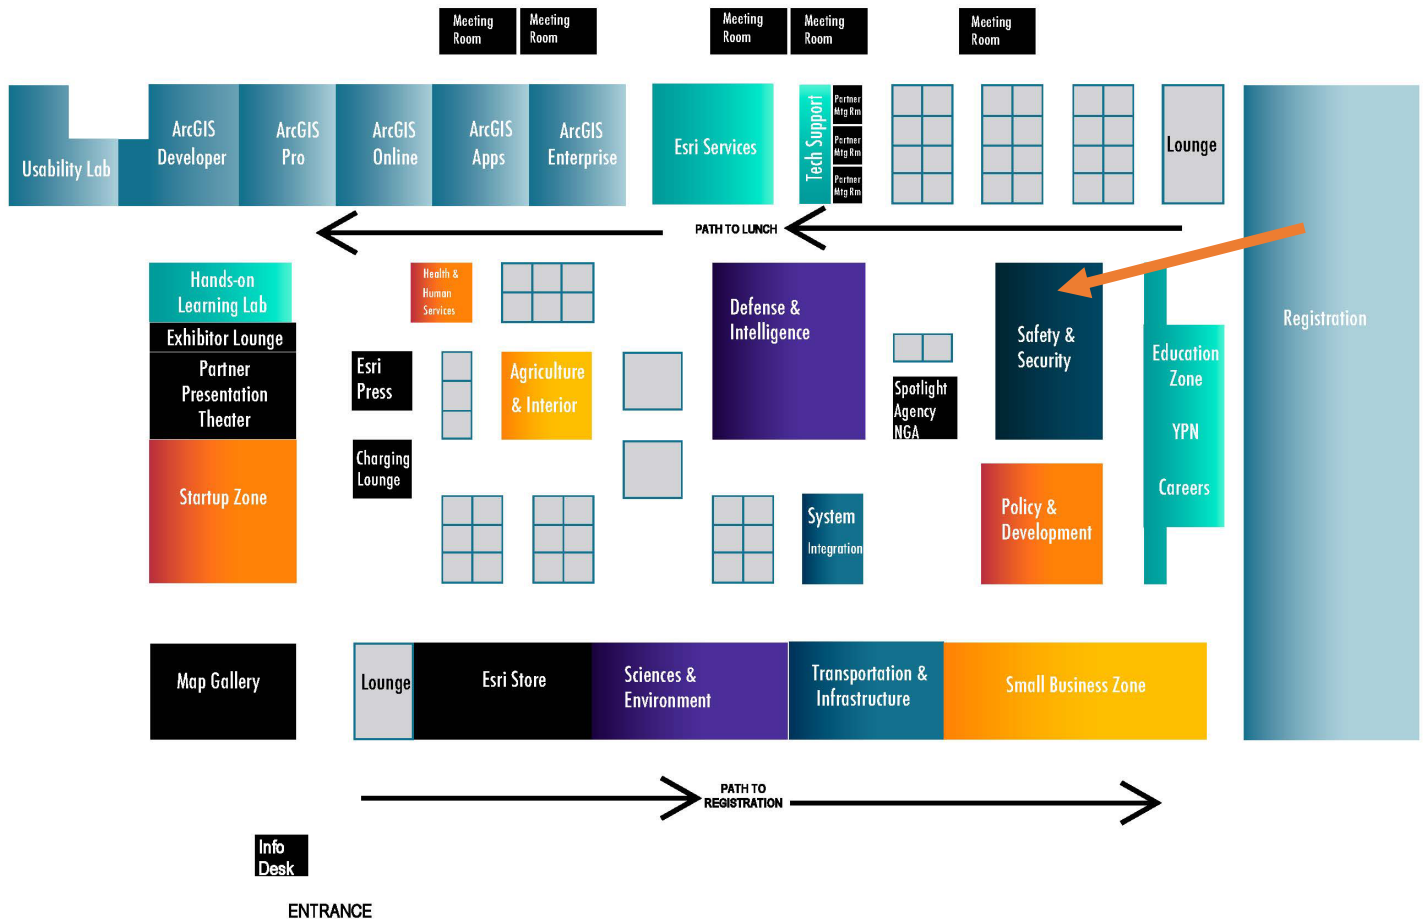 Meeting
Room
Meeting
Room
Meeting
Room
Meeting
Room
Meeting
Room
Usability Lab
ArcGIS
Developer
ArcGIS
Pro
ArcGIS
Online
ArcGIS
Apps
ArcGIS
Enterprise
Esri Services
Tech Support
Partner
Mtg Rm
Partner
Mtg Rm
Partner
Mtg Rm
Lounge
Registration
PATH TO LUNCH
Hands-on
Learning Lab
Exhibitor Lounge
Partner
Presentation
Theater
Startup Zone
Health &
Human
Services
Esri
Press
Agriculture
& Interior
Charging
Lounge
Defense &
Intelligence
Spotlight
Agency
NGA
Safety &
Security
Education
Zone
YPN
Careers
System
Integration
Policy &
Development
Map Gallery
Lounge
Esri Store
Sciences &
Environment
Transportation &
Infrastructure
Small Business Zone
PATH TO
REGISTRATION
Info
Desk
ENTRANCE